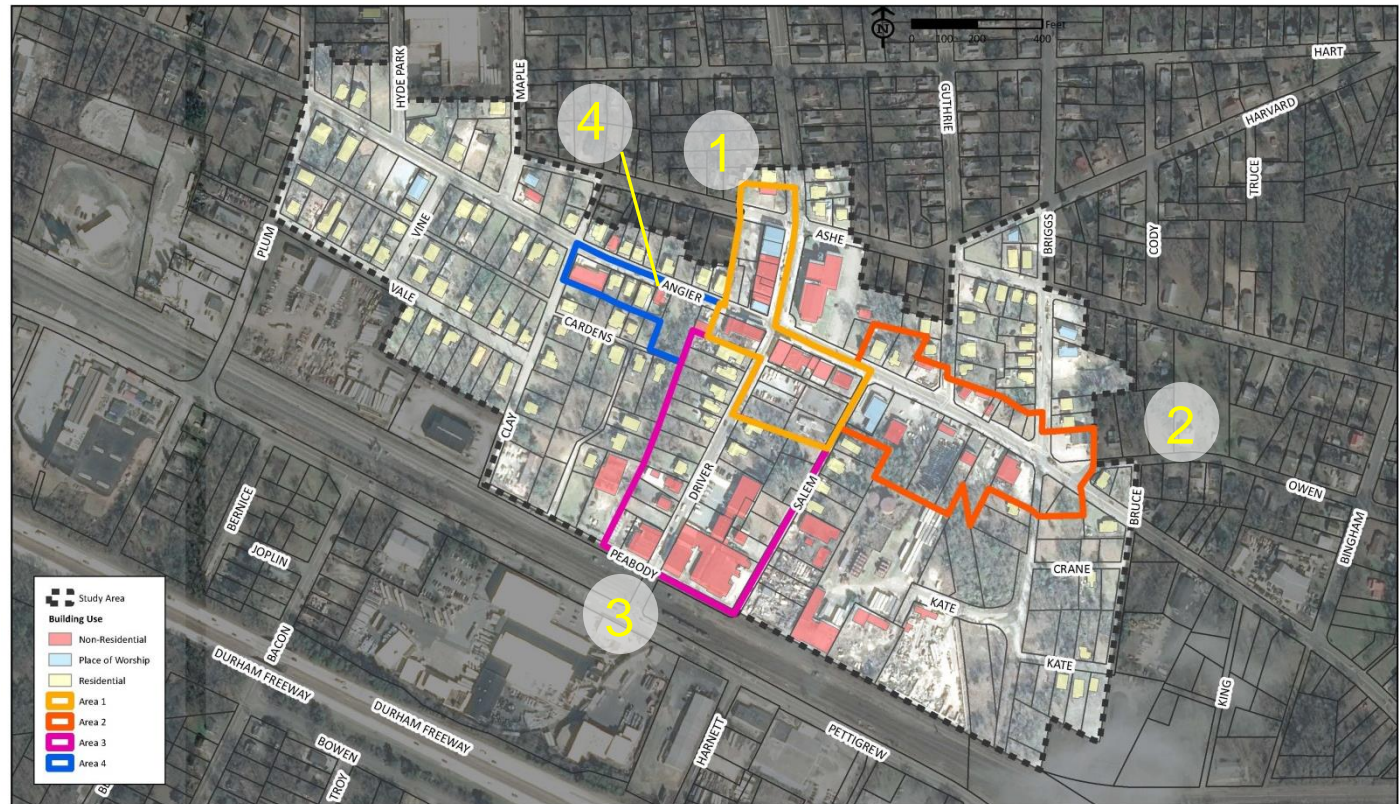 N
Feet
0 100 200 400
HART
HYDE PARK
MAPLE
GUTHRIE
HARVARD
4
1
TRUCE
PLUM
VINE
ASHE
BRIGGS
CODY
VALE
ANGIER
CARDENS
2
CLAY
DRIVER
SALEM
OWEN
BRUCE
BINGHAM
BERNICE
JOPLIN
PEABODY
CRANE
3
KATE
BACON
KATE
KING
DURHAM FREEWAY
DURHAM FREEWAY
HARNETT
PETTIGREW
BOWEN
TROY
Study Area
Building Use
Non-Residential
Place of Worship
Residential
Area 1
Area 2
Area 3
Area 4